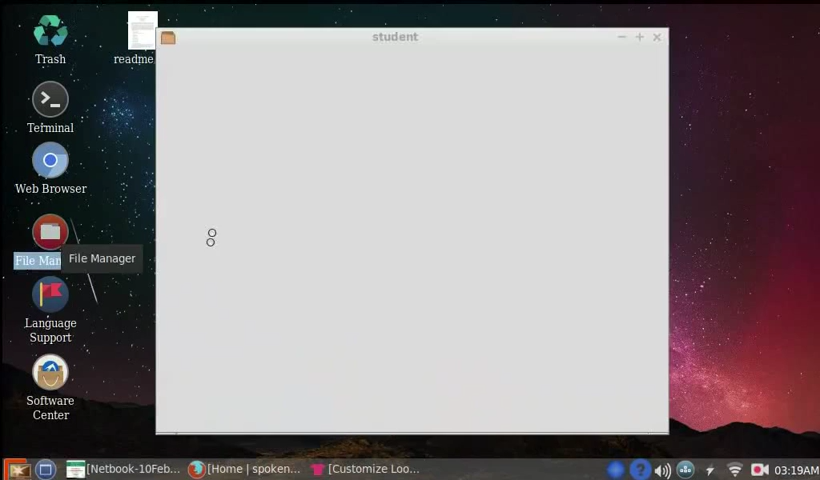 Trash
readme.
student
Terminal
Web Browser
File Man
File Manager
Language
Support
Software
Center
[Netbook-10Feb...
[Home | spoken...
[Customize Loo...
03:19AM